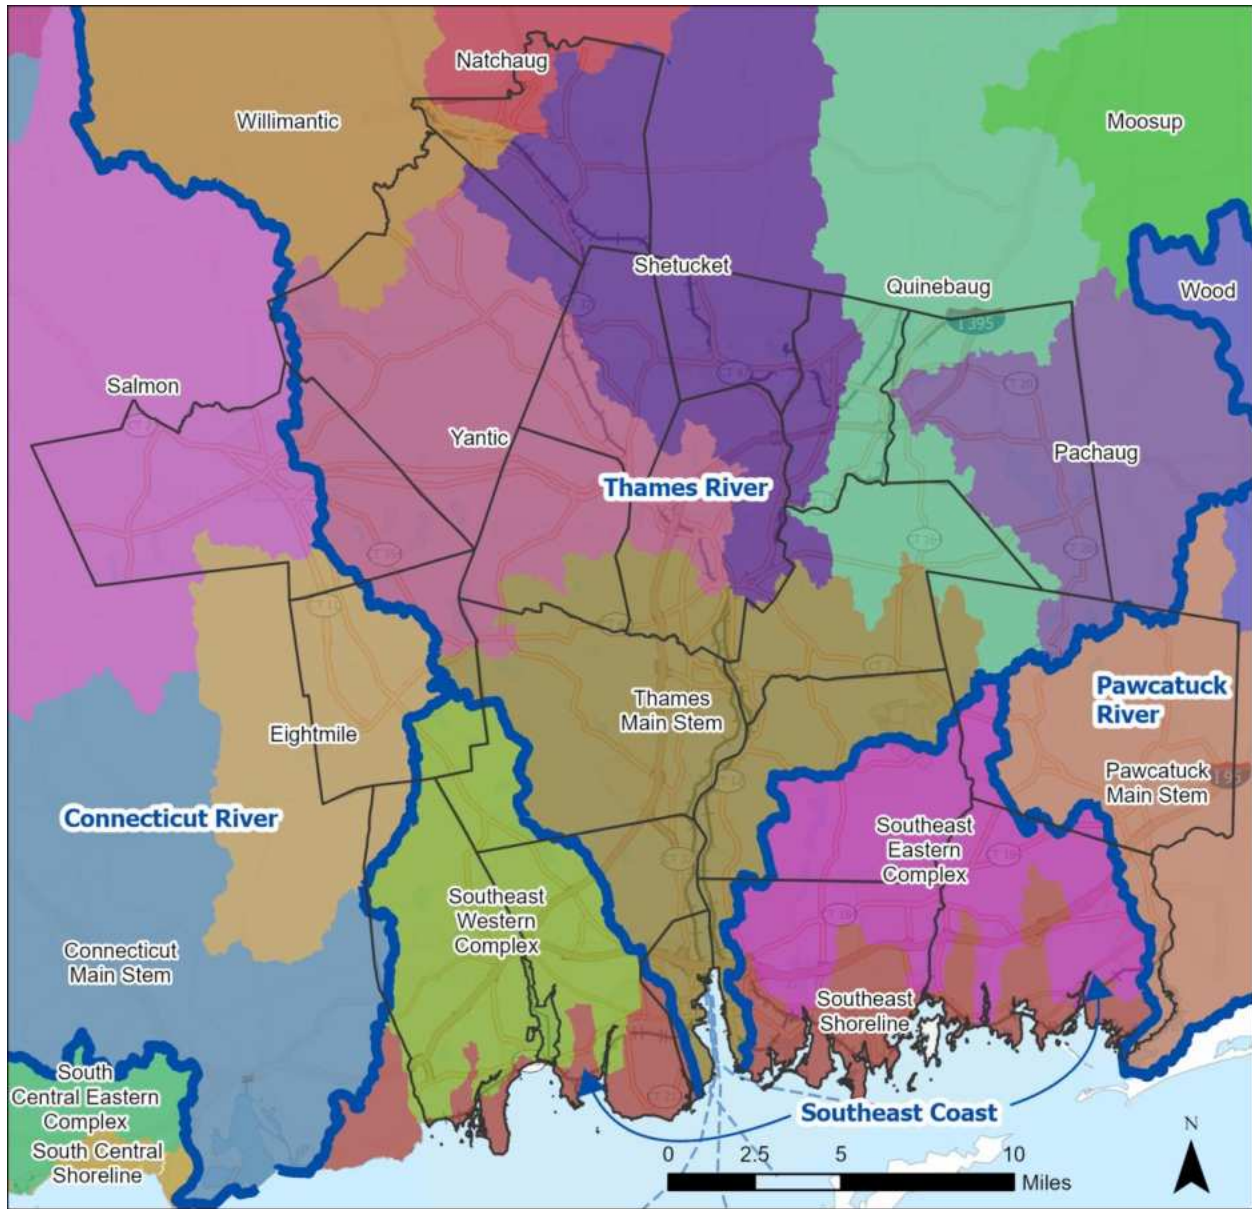 Natchaug
Willimantic
Moosup
Shetucket
Quinebaug
Wood
I 395
Salmon
Yantic
Pachaug
Thames River
Thames
Main Stem
Eightmile
Pawcatuck
River
Pawcatuck
Main Stem
I 95
Connecticut River
Southeast
Eastern
Complex
Southeast
Western
Complex
Connecticut
Main Stem
Southeast
Shoreline
South
Central Eastern
Complex
South Central
Shoreline
Southeast Coast
N
0 2.5 5 10
Miles